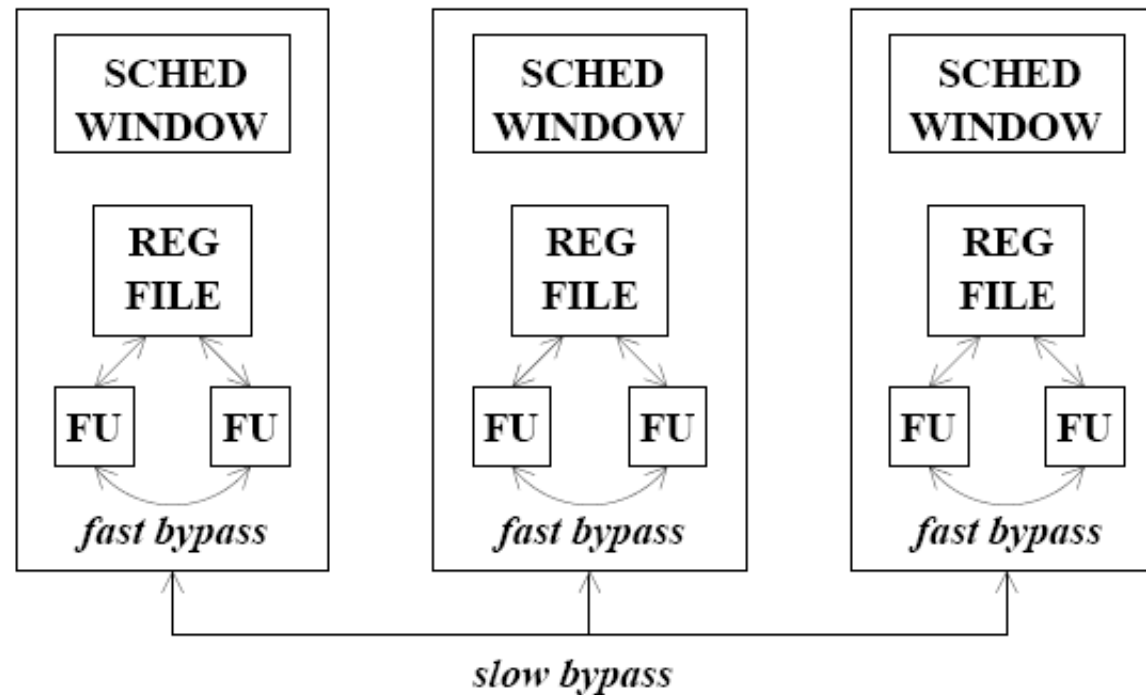 SCHED
WINDOW
SCHED
WINDOW
SCHED
WINDOW
REG
FILE
REG
FILE
REG
FILE
FU
FU
FU
FU
FU
FU
fast bypass
fast bypass
fast bypass
slow bypass